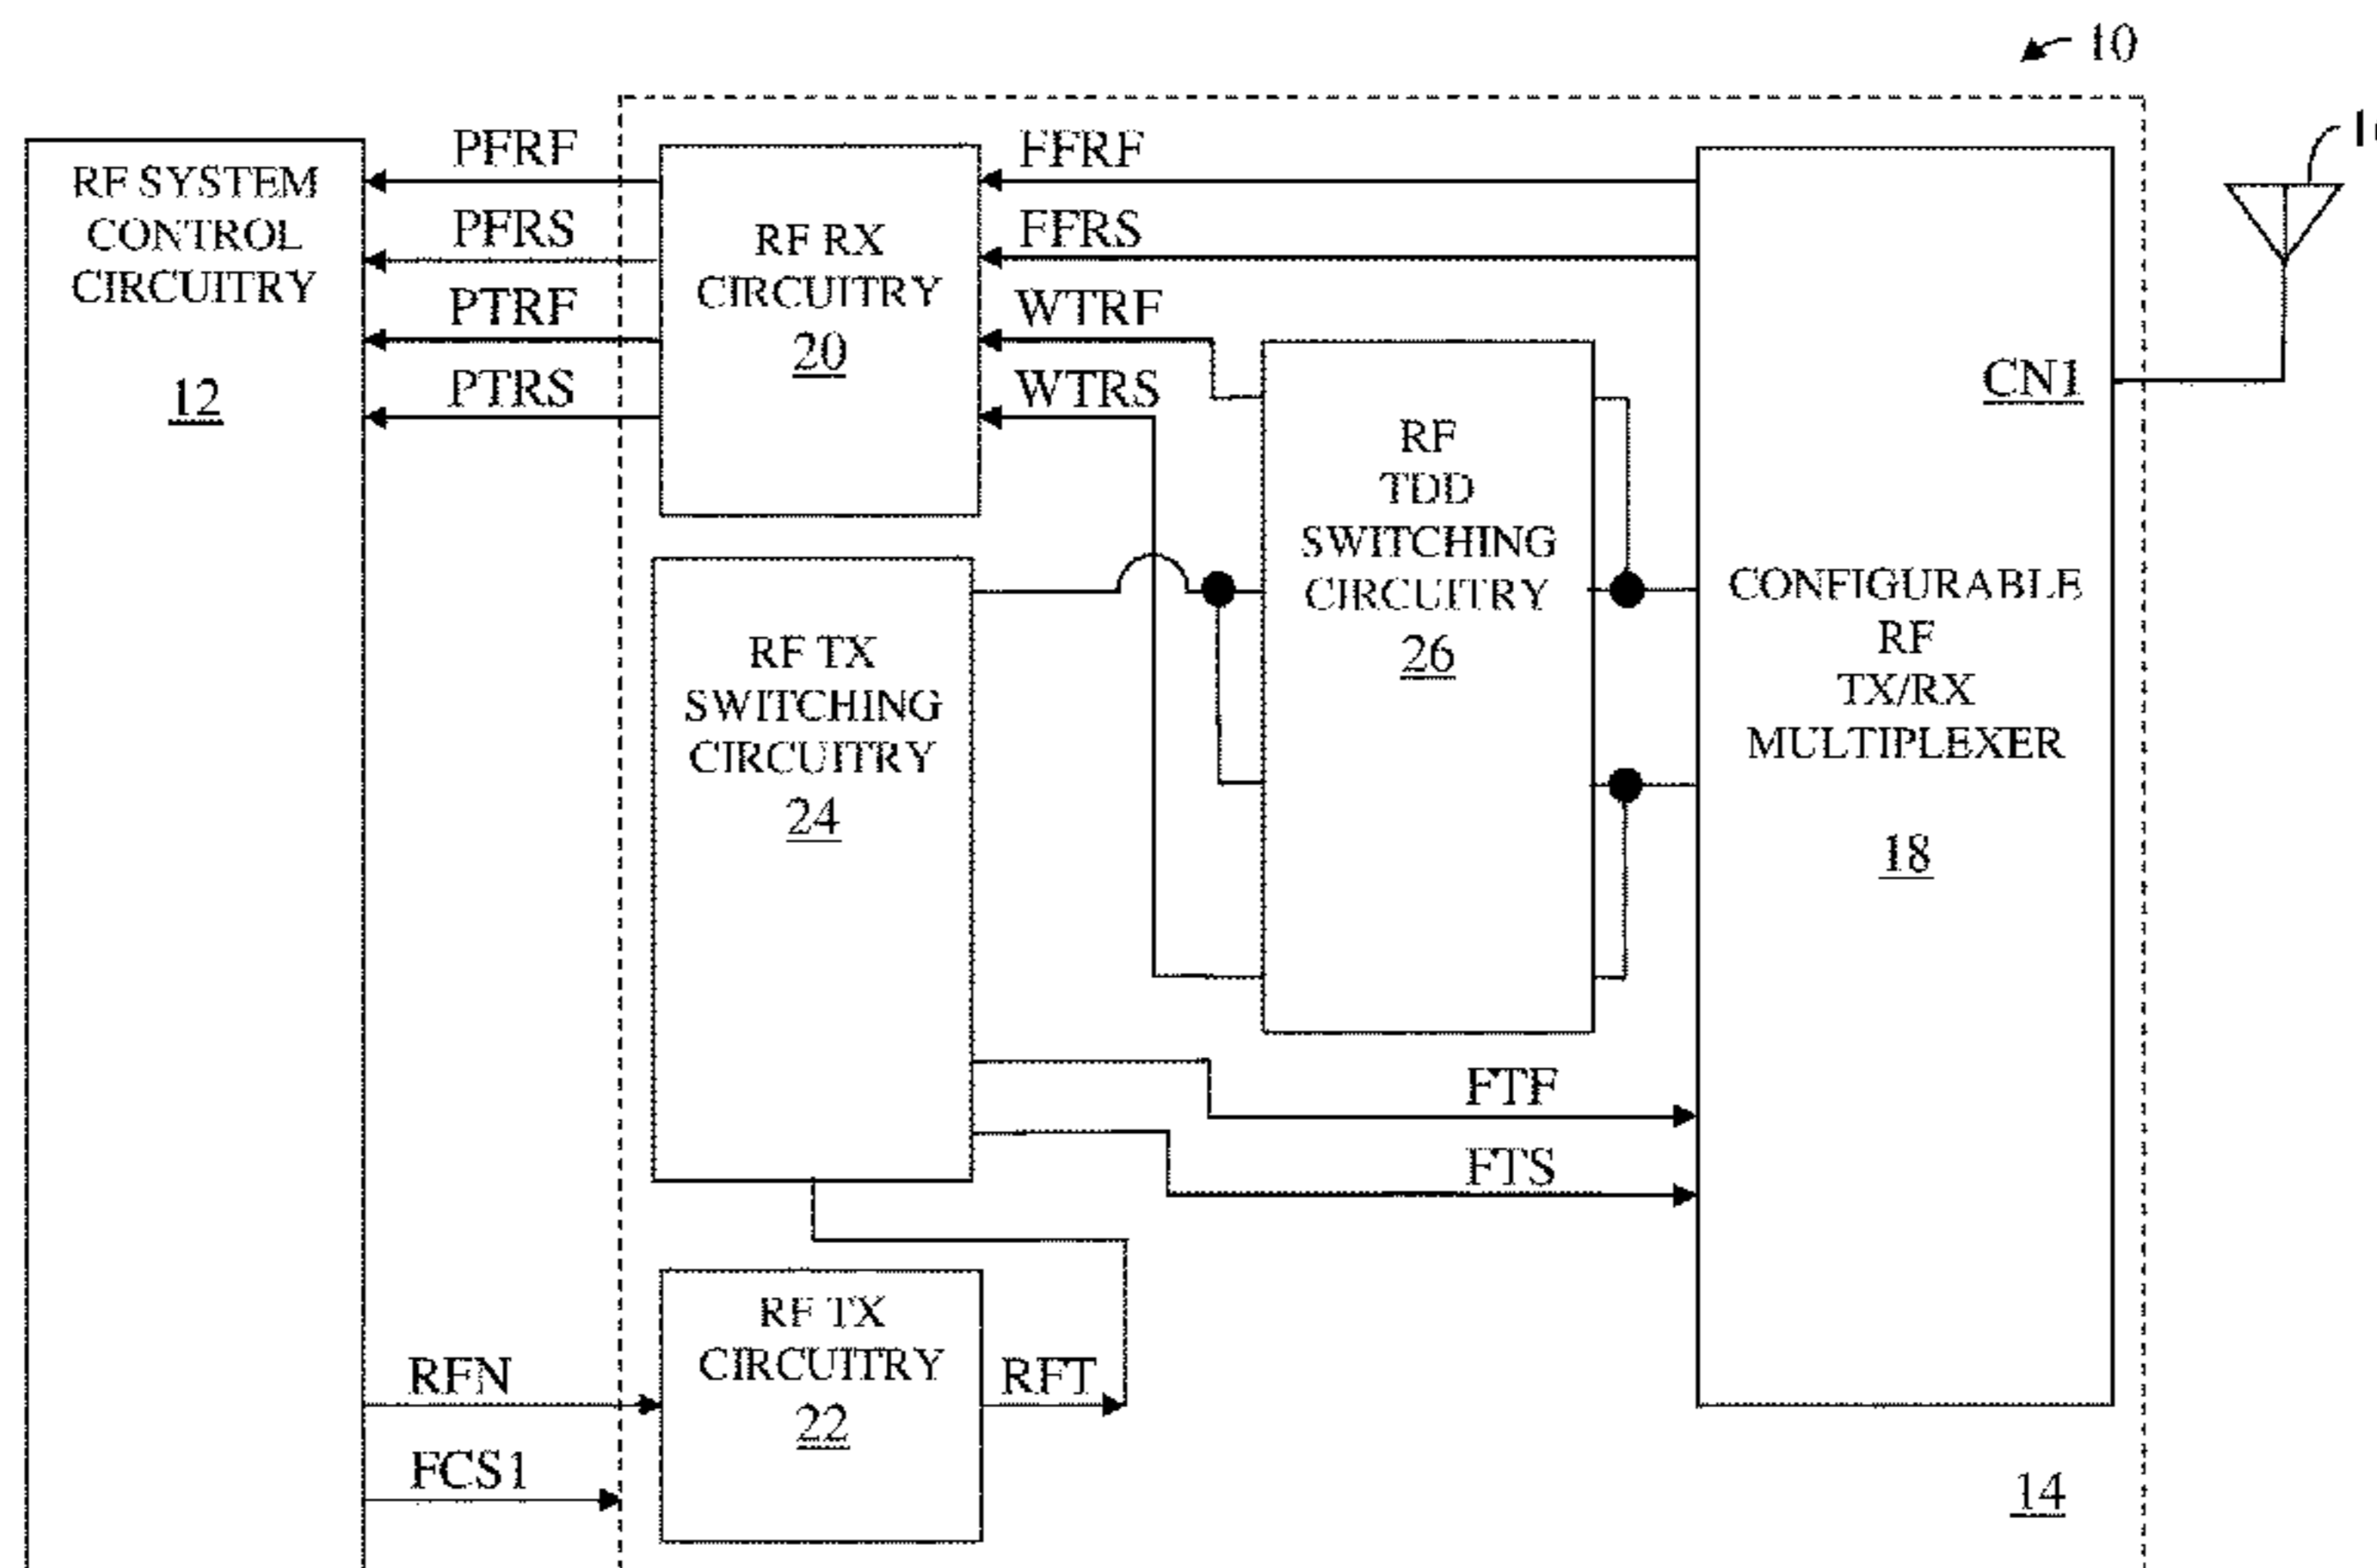 10
RF SYSTEM
CONTROL
CIRCUITRY
12
PFRF
PFRS
PTRF
PTRS
RF RX
CIRCUITRY
20
FFRF
FFRS
WTRF
WTRS
RF
TDD
SWITCHING
CIRCUITRY
26
CN1
CONFIGURABLE
RF
TX/RX
MULTIPLEXER
18
RF TX
SWITCHING
CIRCUITRY
24
FTF
FTS
RF TX
CIRCUITRY
22
RFN
RFT
FCS1
14